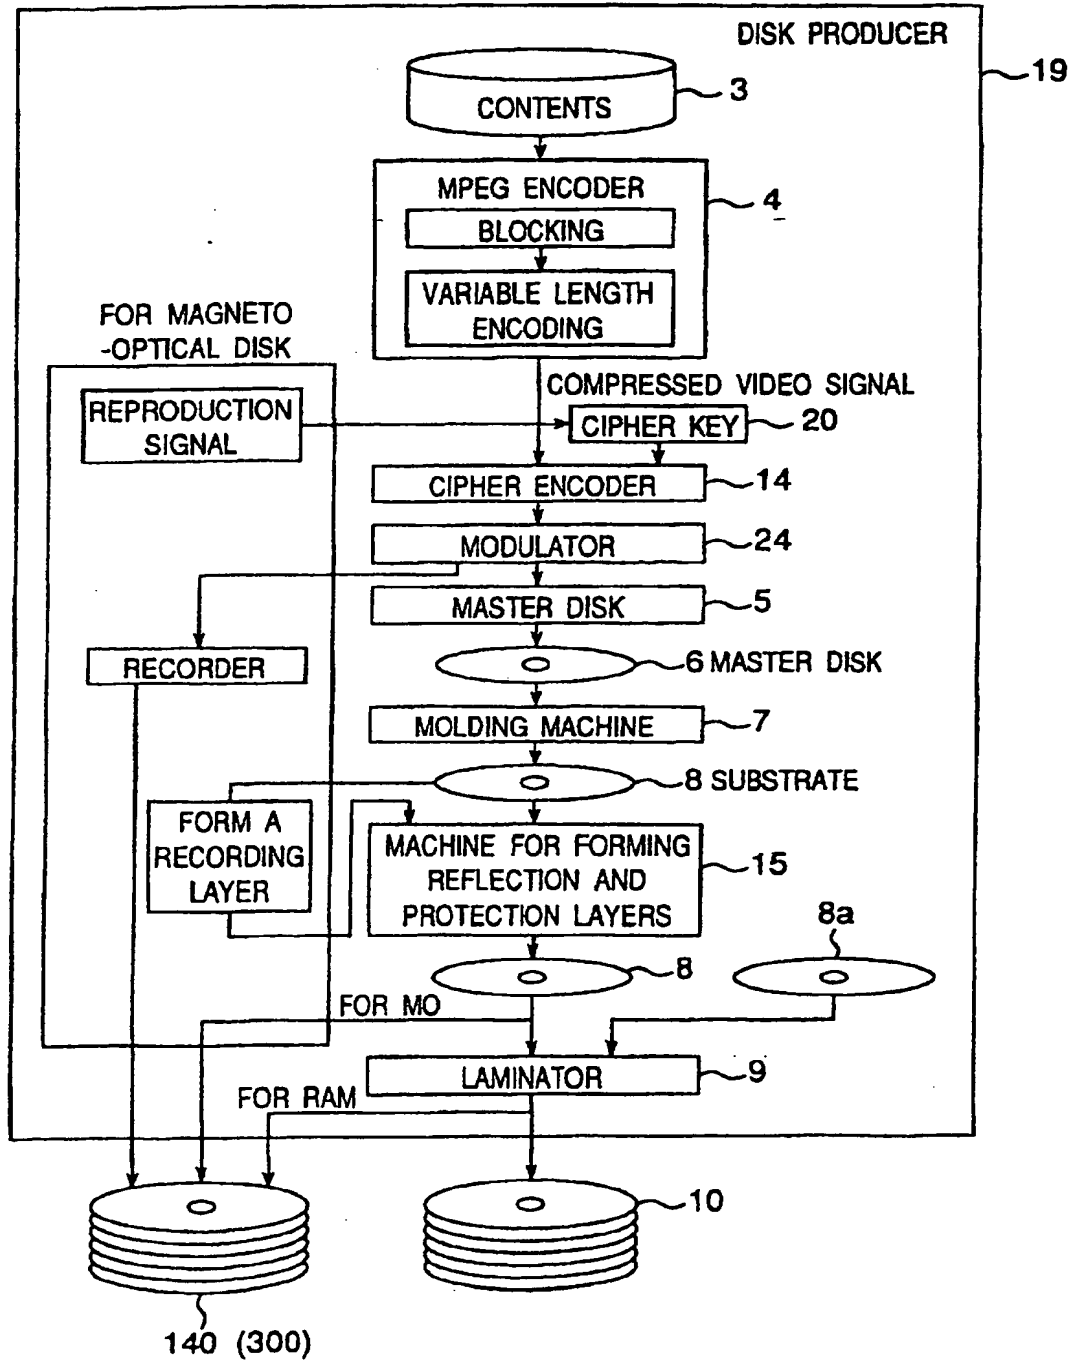 DISK PRODUCER
19
CONTENTS
3
MPEG ENCODER
4
BLOCKING
VARIABLE LENGTH
ENCODING
FOR MAGNETO
-OPTICAL DISK
COMPRESSED VIDEO SIGNAL
REPRODUCTION
SIGNAL
CIPHER KEY
20
CIPHER ENCODER
14
MODULATOR
24
MASTER DISK
5
RECORDER
6 MASTER DISK
MOLDING MACHINE
7
8 SUBSTRATE
FORM A
RECORDING
LAYER
MACHINE FOR FORMING
REFLECTION AND
PROTECTION LAYERS
15
8a
8
FOR MO
LAMINATOR
9
FOR RAM
10
140 (300)